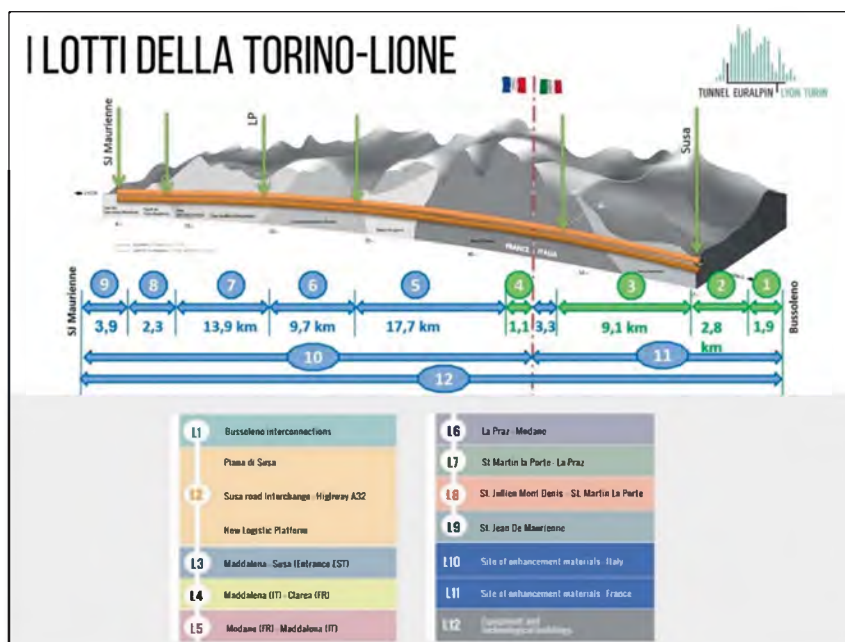 I LOTTI DELLA TORINO-LIONE
TUNNEL EURALPIN LYON TURIN
SJ Maurienne
LP
Susa
FRANCE
ITALIA
SJ Maurienne
9
8
7
6
5
4
3
2
1
Bussoleno
3,9
2,3
13,9 km
9,7 km
17,7 km
1,1
3,3
9,1 km
2,8 km
1,9
10
11
12
L1 Bussoleno interconnections
Piana di Susa
L2 Susa road Interchange - Highway A32
New Logistic Platform
L3 Maddalena - Susa (Entrance EST)
L4 Maddalena (IT) - Clarea (FR)
L5 Modane (FR) - Maddalena (IT)
L6 La Praz - Modane
L7 St Martin la Porte - La Praz
L8 St. Jullien Mont Denis - St. Martin La Porte
L9 St. Jean De Maurienne
L10 Site of enhancement materials - Italy
L11 Site of enhancement materials - France
L12 Equipment and
Technological buildings